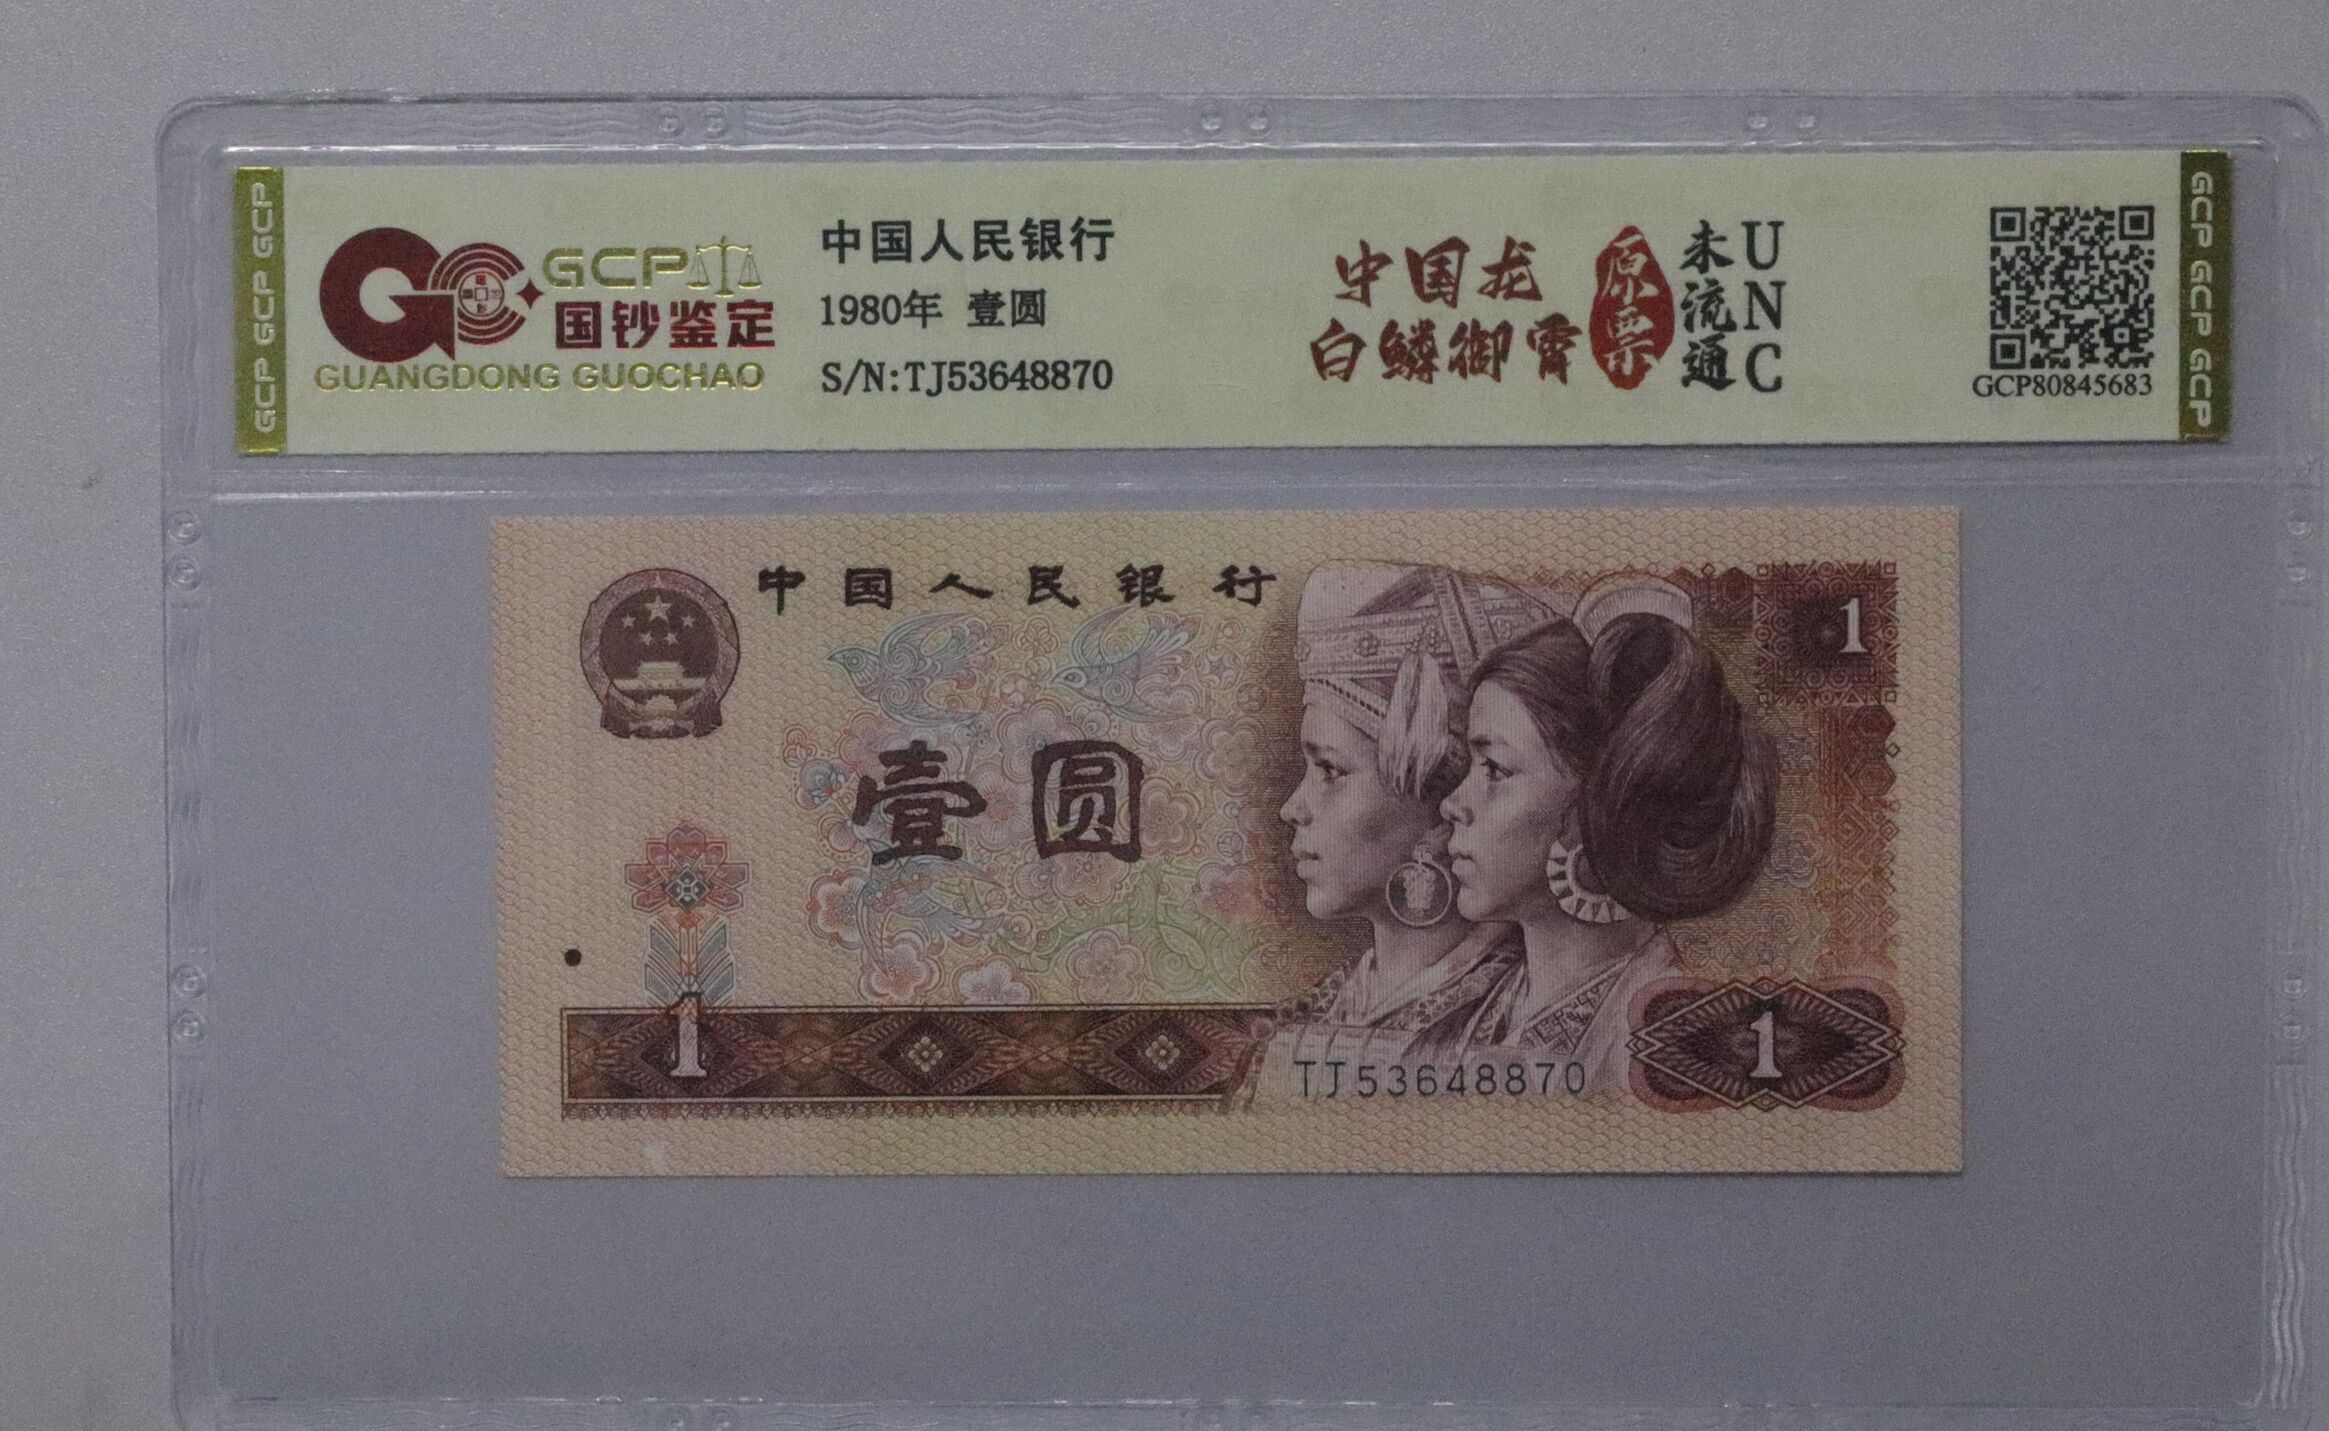 GCP GCP GCP
GCP
国钞鉴定
GUANGDONG GUOCHAO
中国人民银行
1980年 壹圆
S/N:TJ53648870
中国龙
白鳞御霄
原票
未流通
UNC
GCP80845683
GCP GCP GCP
中国人民银行
1
壹圆
1
1
TJ53648870